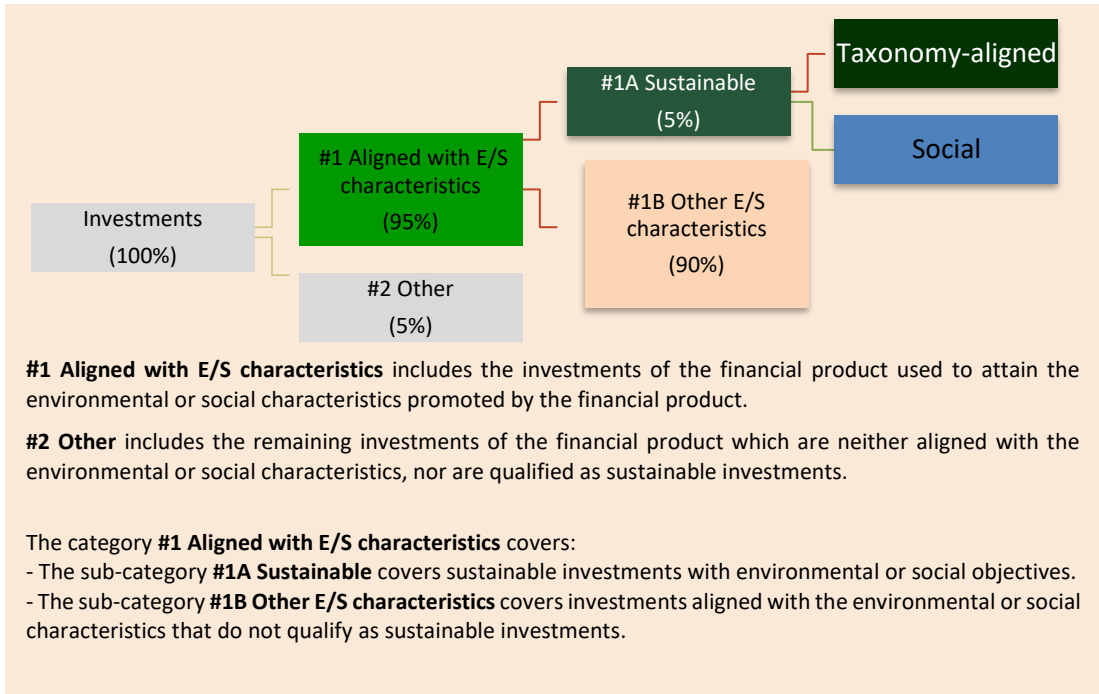 Taxonomy-aligned
#1A Sustainable
(5%)
Social
#1 Aligned with E/S
characteristics
(95%)
#1B Other E/S
characteristics
(90%)
Investments
(100%)
#2 Other
(5%)
#1 Aligned with E/S characteristics includes the investments of the financial product used to attain the
environmental or social characteristics promoted by the financial product.
#2 Other includes the remaining investments of the financial product which are neither aligned with the
environmental or social characteristics, nor are qualified as sustainable investments.
The category #1 Aligned with E/S characteristics covers:
- The sub-category #1A Sustainable covers sustainable investments with environmental or social objectives.
- The sub-category #1B Other E/S characteristics covers investments aligned with the environmental or social
characteristics that do not qualify as sustainable investments.